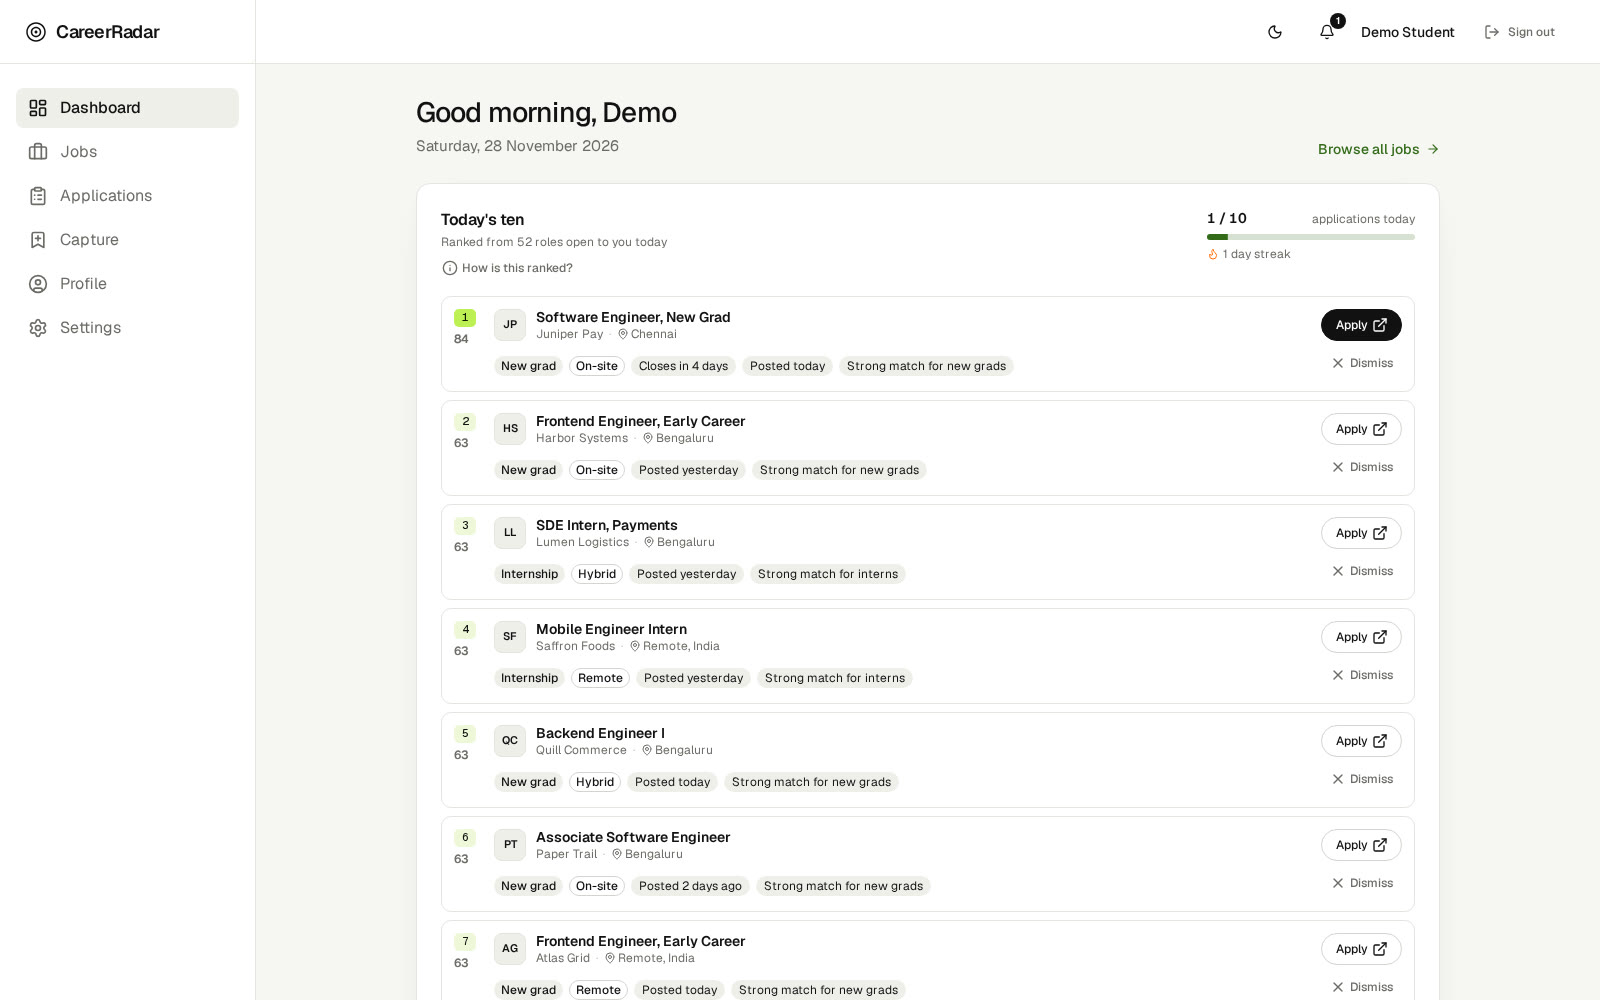 CareerRadar
1
Demo Student
Sign out
Dashboard
Jobs
Applications
Capture
Profile
Settings
Good morning, Demo
Saturday, 28 November 2026
Browse all jobs
Today's ten
Ranked from 52 roles open to you today
How is this ranked?
1 / 10 applications today
1 day streak
1
84
JP
Software Engineer, New Grad
Juniper Pay · Chennai
New grad On-site Closes in 4 days Posted today Strong match for new grads
Apply
Dismiss
2
63
HS
Frontend Engineer, Early Career
Harbor Systems · Bengaluru
New grad On-site Posted yesterday Strong match for new grads
Apply
Dismiss
3
63
LL
SDE Intern, Payments
Lumen Logistics · Bengaluru
Internship Hybrid Posted yesterday Strong match for interns
Apply
Dismiss
4
63
SF
Mobile Engineer Intern
Saffron Foods · Remote, India
Internship Remote Posted yesterday Strong match for interns
Apply
Dismiss
5
63
QC
Backend Engineer I
Quill Commerce · Bengaluru
New grad Hybrid Posted today Strong match for new grads
Apply
Dismiss
6
63
PT
Associate Software Engineer
Paper Trail · Bengaluru
New grad On-site Posted 2 days ago Strong match for new grads
Apply
Dismiss
7
63
AG
Frontend Engineer, Early Career
Atlas Grid · Remote, India
New grad Remote Posted today Strong match for new grads
Apply
Dismiss